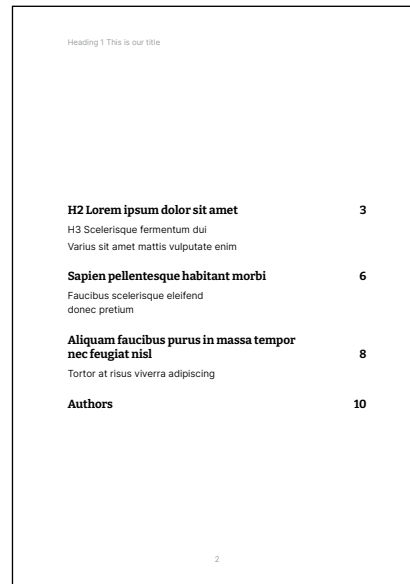 Heading 1 This is our title
H2 Lorem ipsum dolor sit amet 3
H3 Scelerisque fermentum dui
Varius sit amet mattis vulputate enim
Sapien pellentesque habitant morbi 6
Faucibus scelerisque eleifend
donec pretium
Aliquam faucibus purus in massa tempor
nec feugiat nisl 8
Tortor at risus viverra adipiscing
Authors 10
2